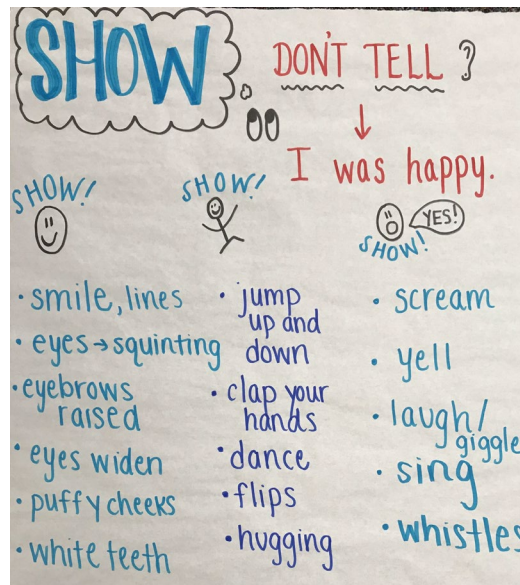 SHOW
DON'T TELL ?
I was happy.
SHOW!
• smile, lines
• eyes → squinting
• eyebrows
raised
• eyes widen
• puffy cheeks
• white teeth
SHOW!
• jump
up and
down
• clap your
hands
• dance
• flips
• hugging
YES!
SHOW!
• scream
• yell
• laugh/
giggle
• sing
• whistles